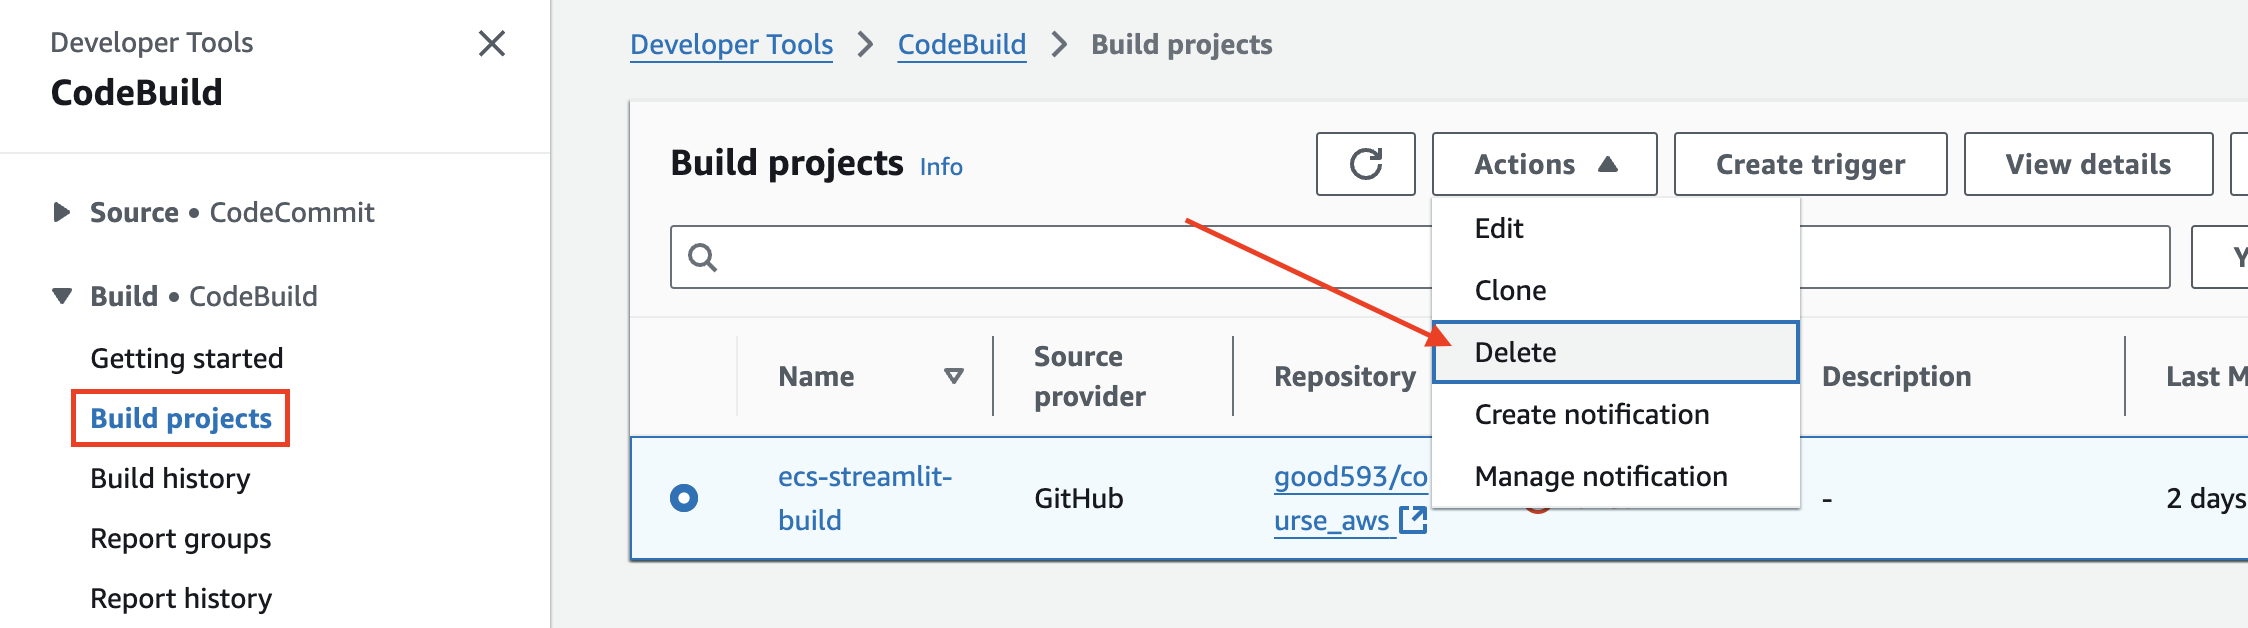 Developer Tools
CodeBuild
Source • CodeCommit
Build • CodeBuild
Getting started
Build projects
Build history
Report groups
Report history
Developer Tools > CodeBuild > Build projects
Build projects Info
Actions
Create trigger
View details
Edit
Clone
Delete
Create notification
Manage notification
Name
Source
provider
Repository
Description
Last M
ecs-streamlit-
build
GitHub
good593/co
urse_aws
-
2 days